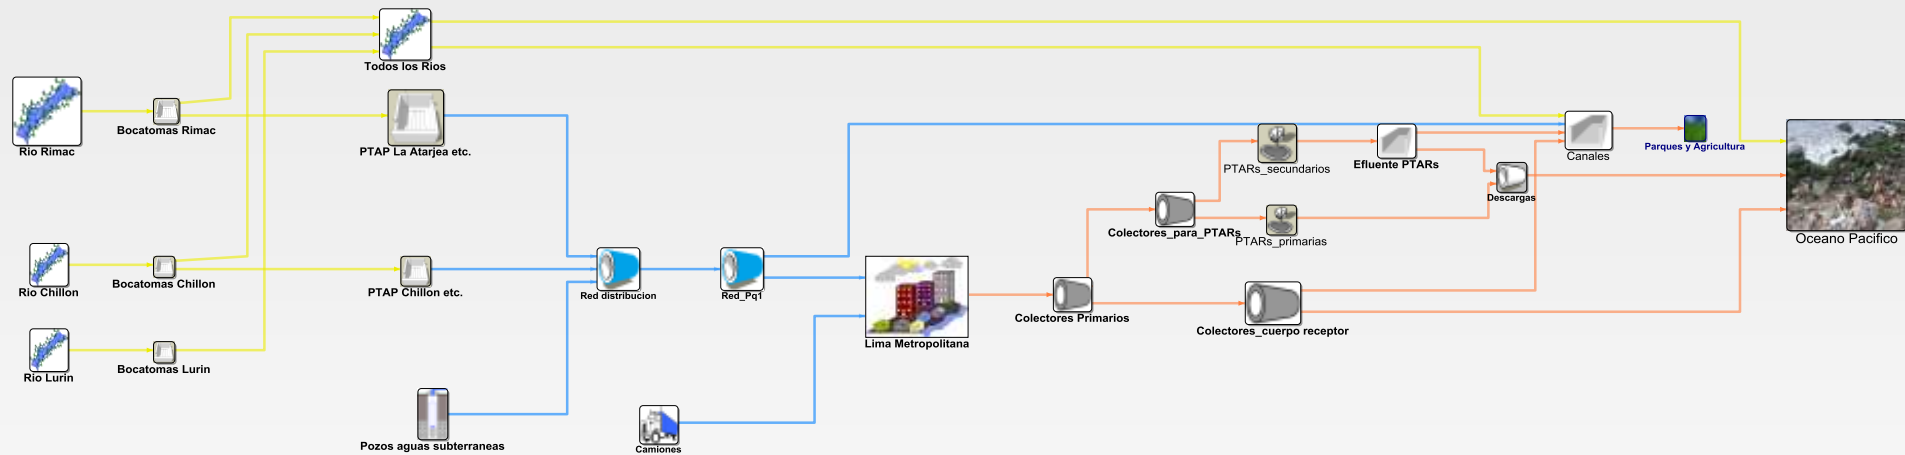 Todos los Rios
Rio Rimac
Bocatomas Rimac
PTAP La Atarjea etc.
PTARs_secundarios
Efluente PTARs
Canales
Parques y Agricultura
Descargas
Oceano Pacifico
Colectores_para_PTARs
PTARs_primarias
Rio Chillon
Bocatomas Chillon
PTAP Chillon etc.
Red distribucion
Red_Pq1
Colectores Primarios
Colectores_cuerpo receptor
Lima Metropolitana
Rio Lurin
Bocatomas Lurin
Pozos aguas subterraneas
Camiones